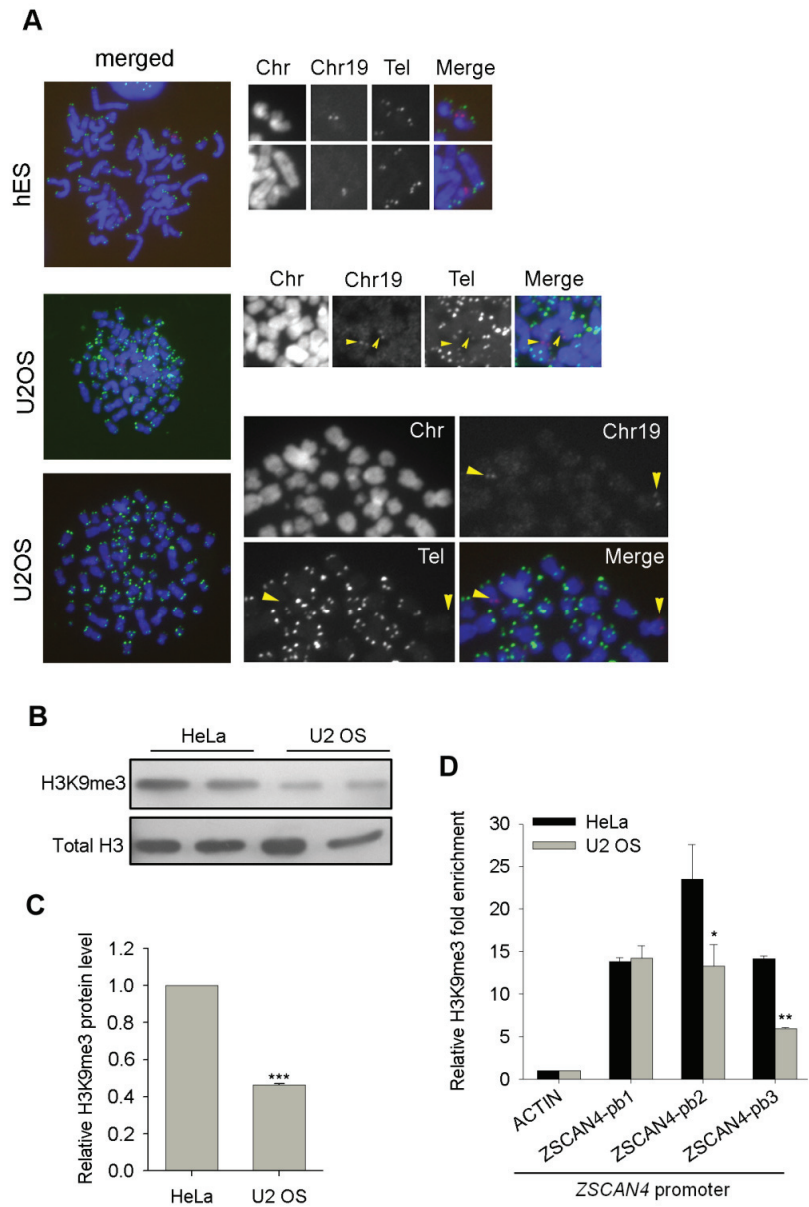 A
merged
Chr Chr19 Tel Merge
hES
Chr Chr19 Tel Merge
U2OS
U2OS
Chr
Chr19
Tel
Merge
B
HeLa U2 OS
H3K9me3
Total H3
C
Relative H3K9me3 protein level
1.2
1.0
0.8
0.6
0.4
0.2
0.0
***
HeLa U2 OS
D
Relative H3K9me3 fold enrichment
30
25
20
15
10
5
0
HeLa
U2 OS
*
**
ACTIN
ZSCAN4-pb1
ZSCAN4-pb2
ZSCAN4-pb3
ZSCAN4 promoter